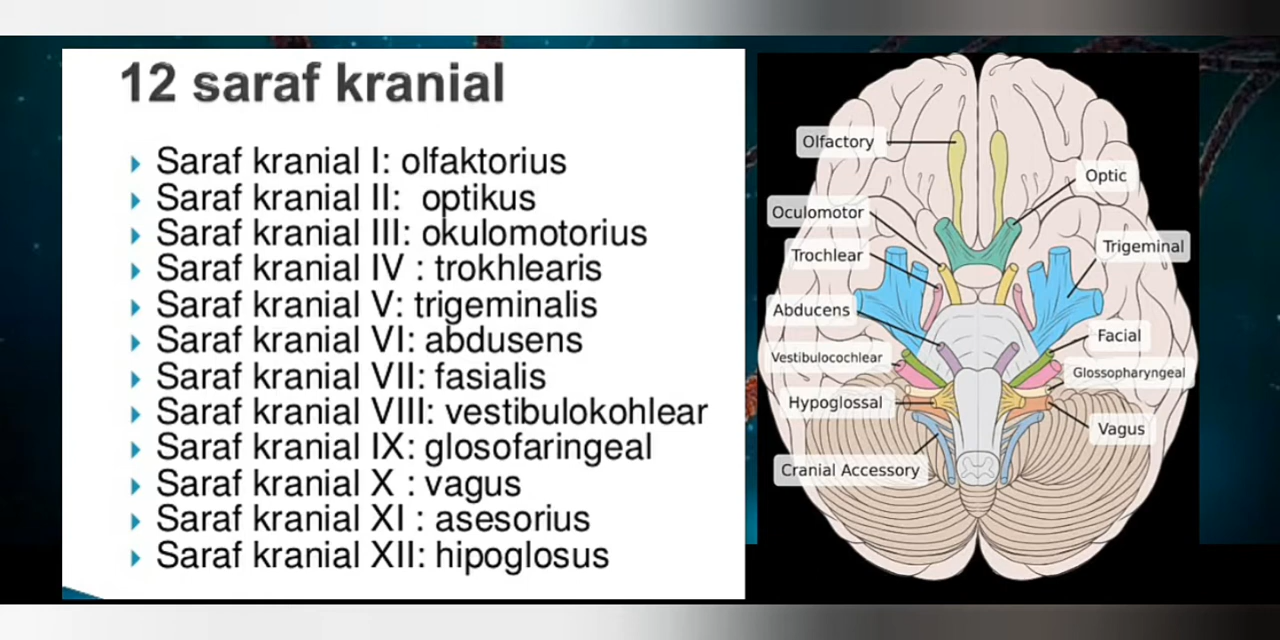 12 saraf kranial
Saraf kranial I: olfaktorius
Saraf kranial II: optikus
Saraf kranial III: okulomotorius
Saraf kranial IV : trokhlearis
Saraf kranial V: trigeminalis
Saraf kranial VI: abdusens
Saraf kranial VII: fasialis
Saraf kranial VIII: vestibulokohlear
Saraf kranial IX: glosofaringeal
Saraf kranial X : vagus
Saraf kranial XI : asesorius
Saraf kranial XII: hipoglosus
Olfactory
Optic
Oculomotor
Trigeminal
Trochlear
Abducens
Facial
Vestibulocochlear
Glossopharyngeal
Hypoglossal
Vagus
Cranial Accessory